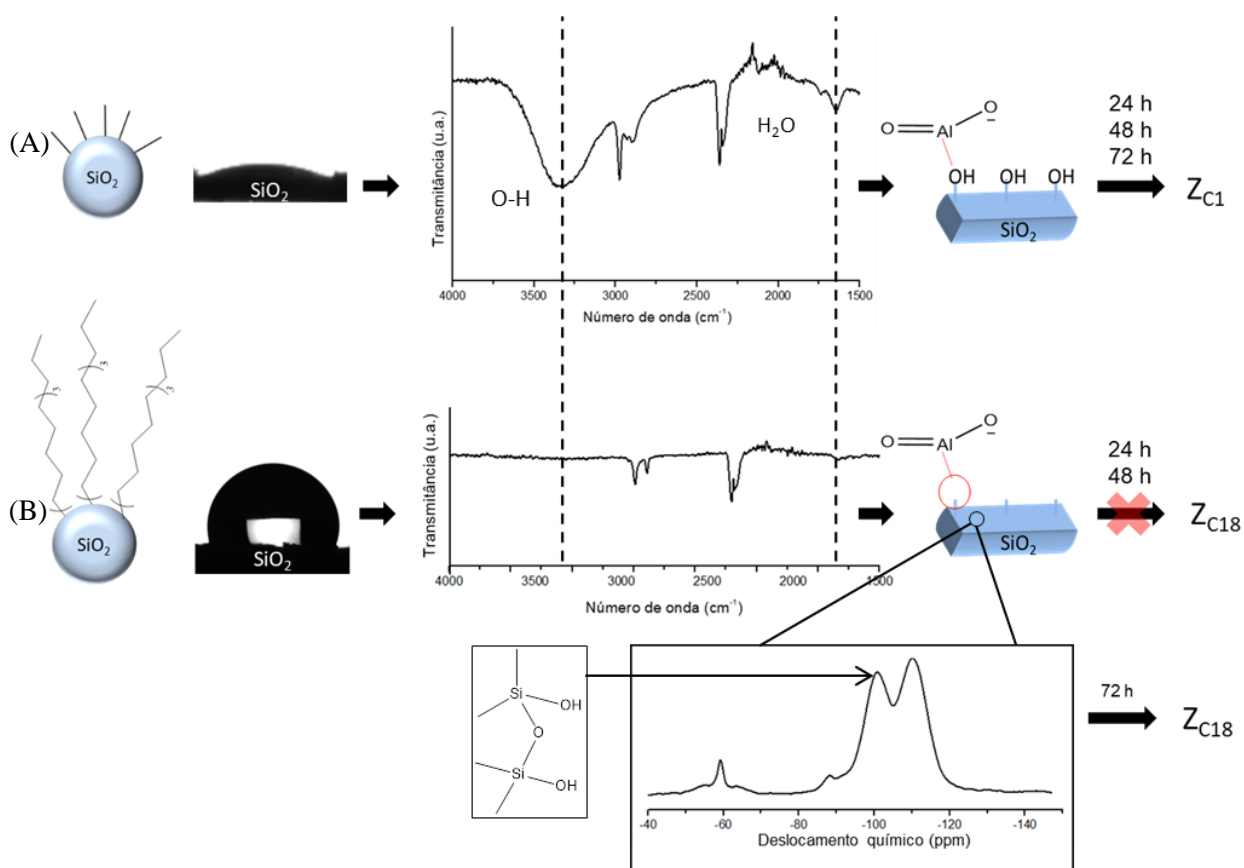 (A)
SiO2
SiO2
Transmitância (u.a.)
O-H
H2O
4000 3500 3000 2500 2000 1500
Número de onda (cm-1)
O Al O
OH OH OH
SiO2
24 h
48 h
72 h
ZC1
(B)
3 3 3
SiO2
SiO2
Transmitância (u.a.)
4000 3500 3000 2500 2000 1500
Número de onda (cm-1)
O Al O
SiO2
24 h
48 h
ZC18
Si OH
O
Si OH
-40 -60 -80 -100 -120 -140
Deslocamento químico (ppm)
72 h
ZC18